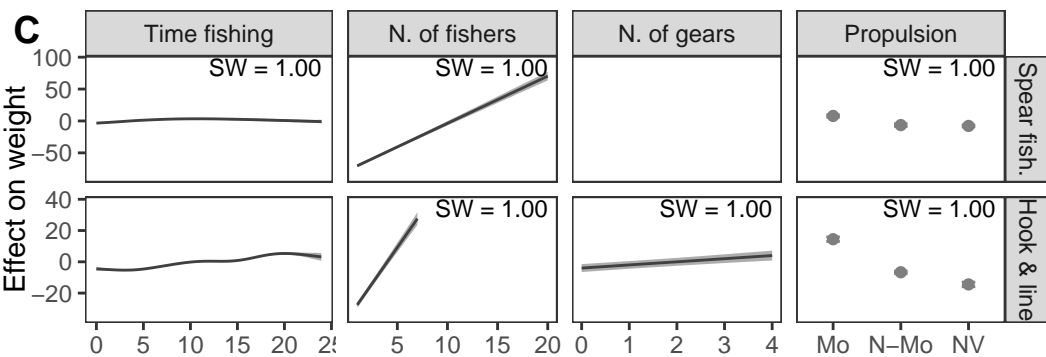 C
Time fishing
N. of fishers
N. of gears
Propulsion
Effect on weight
100
50
0
−50
SW = 1.00
SW = 1.00
SW = 1.00
Spear fish.
40
20
0
−20
SW = 1.00
SW = 1.00
SW = 1.00
Hook & line
0 5 10 15 20 25
5 10 15 20
0 1 2 3 4
Mo N−Mo NV